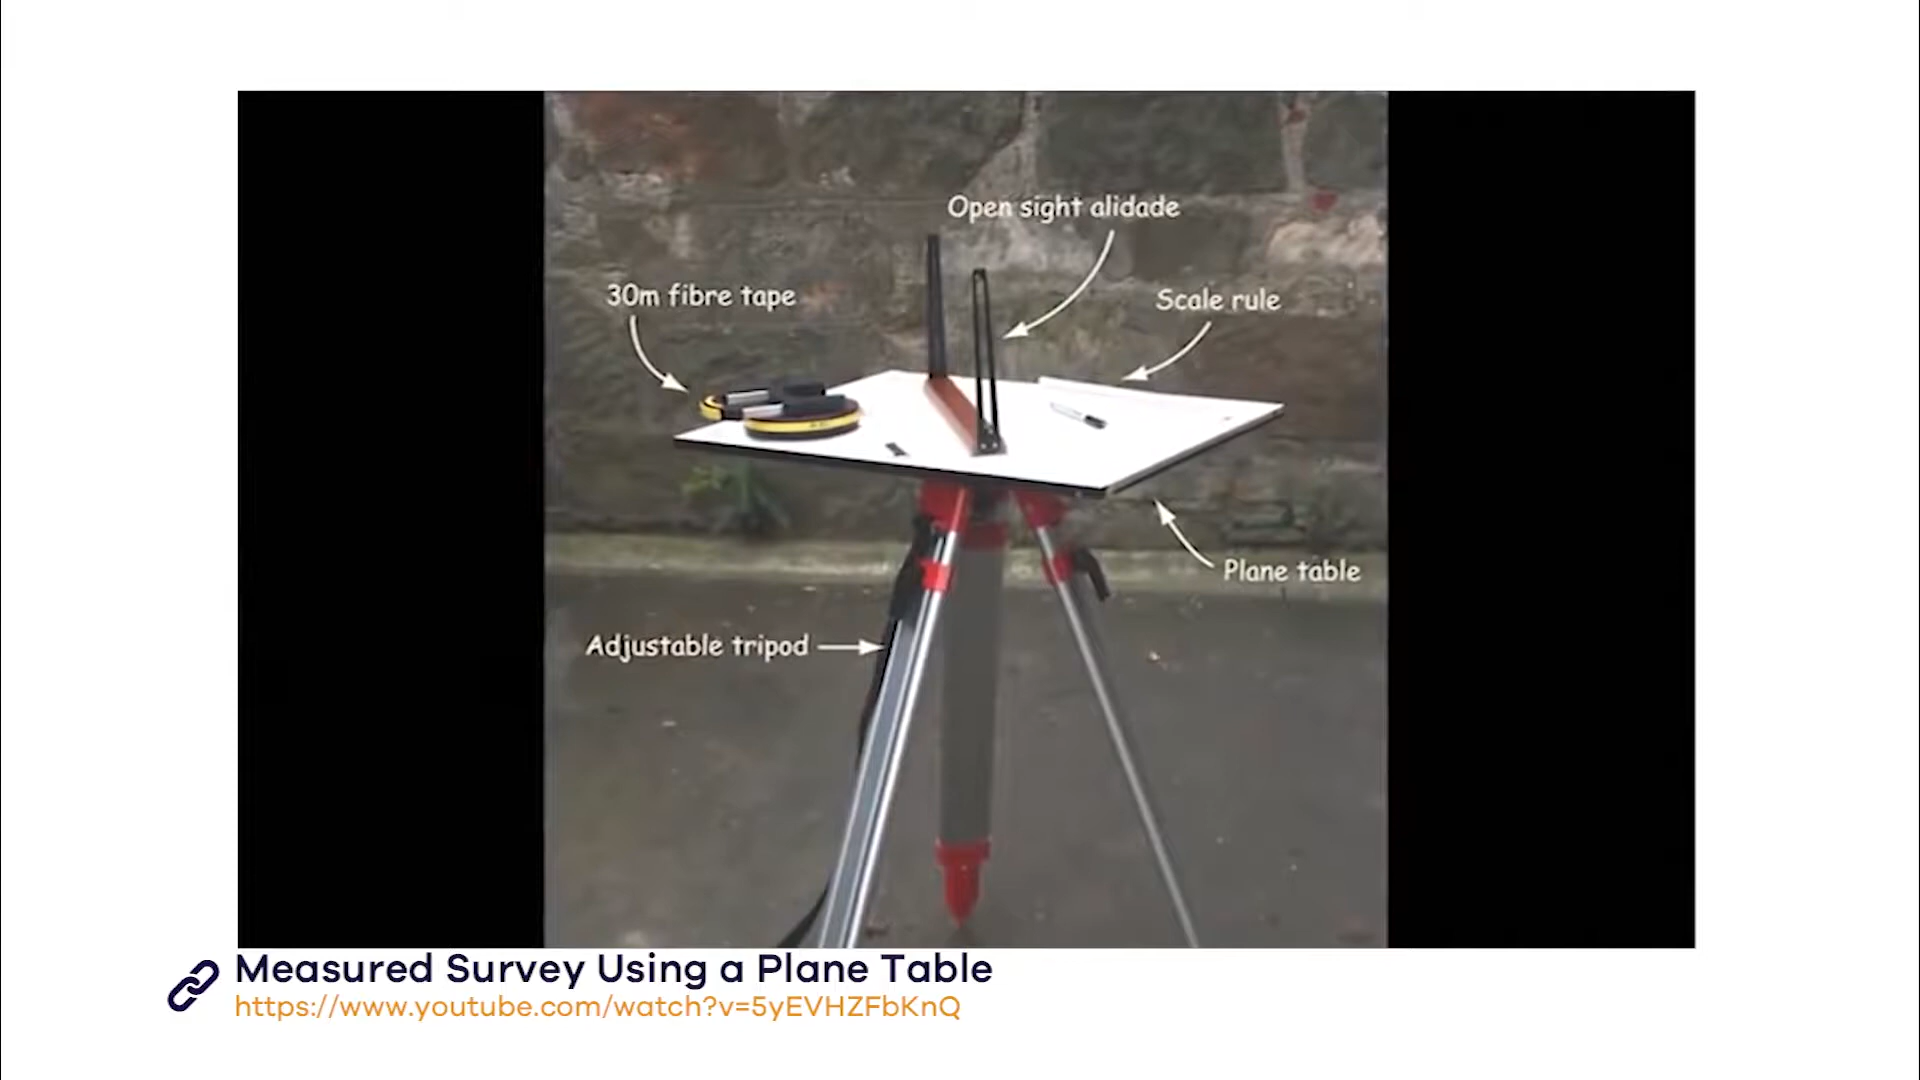 Open sight alidade
30m fibre tape
Scale rule
Plane table
Adjustable tripod
Measured Survey Using a Plane Table
https://www.youtube.com/watch?v=5yEVHZFbKnQ